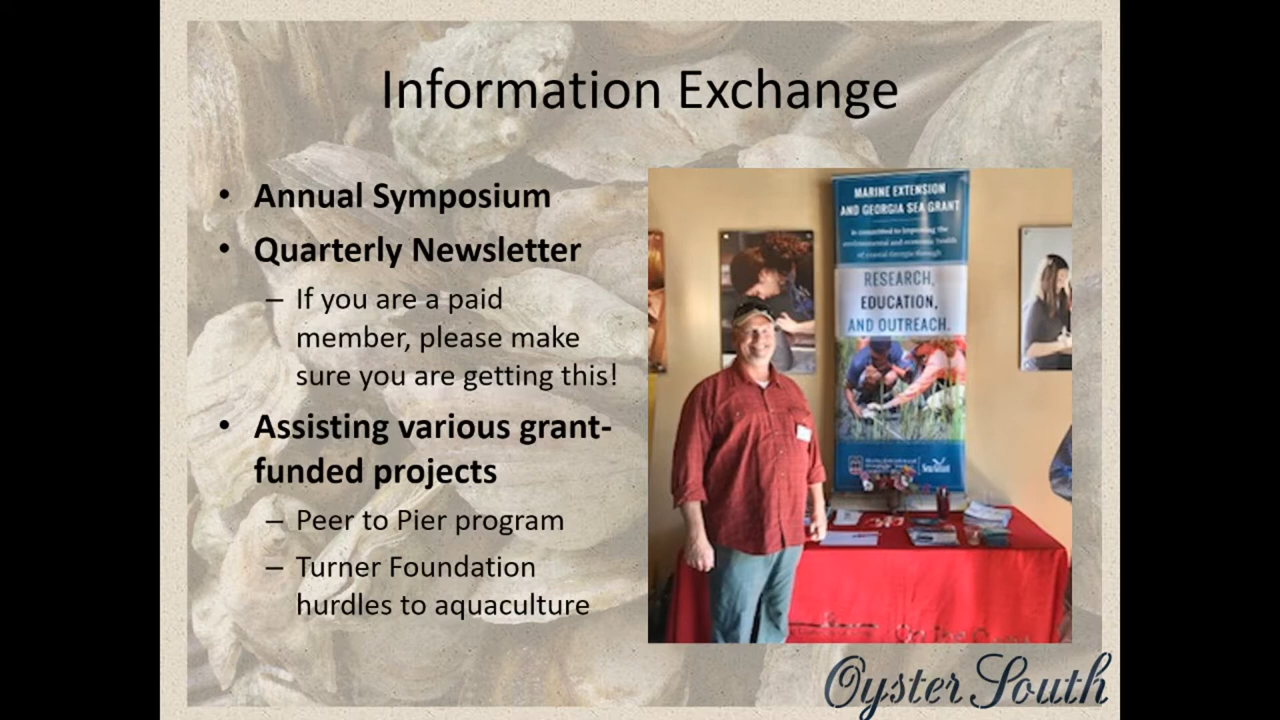 Information Exchange
• Annual Symposium
• Quarterly Newsletter
– If you are a paid
member, please make
sure you are getting this!
• Assisting various grant-
funded projects
– Peer to Pier program
– Turner Foundation
hurdles to aquaculture
MARINE EXTENSION
AND GEORGIA SEA GRANT
is committed to improving the
environmental and economic health
of coastal Georgia through
RESEARCH,
EDUCATION,
AND OUTREACH.
Sea Grant
Oyster South